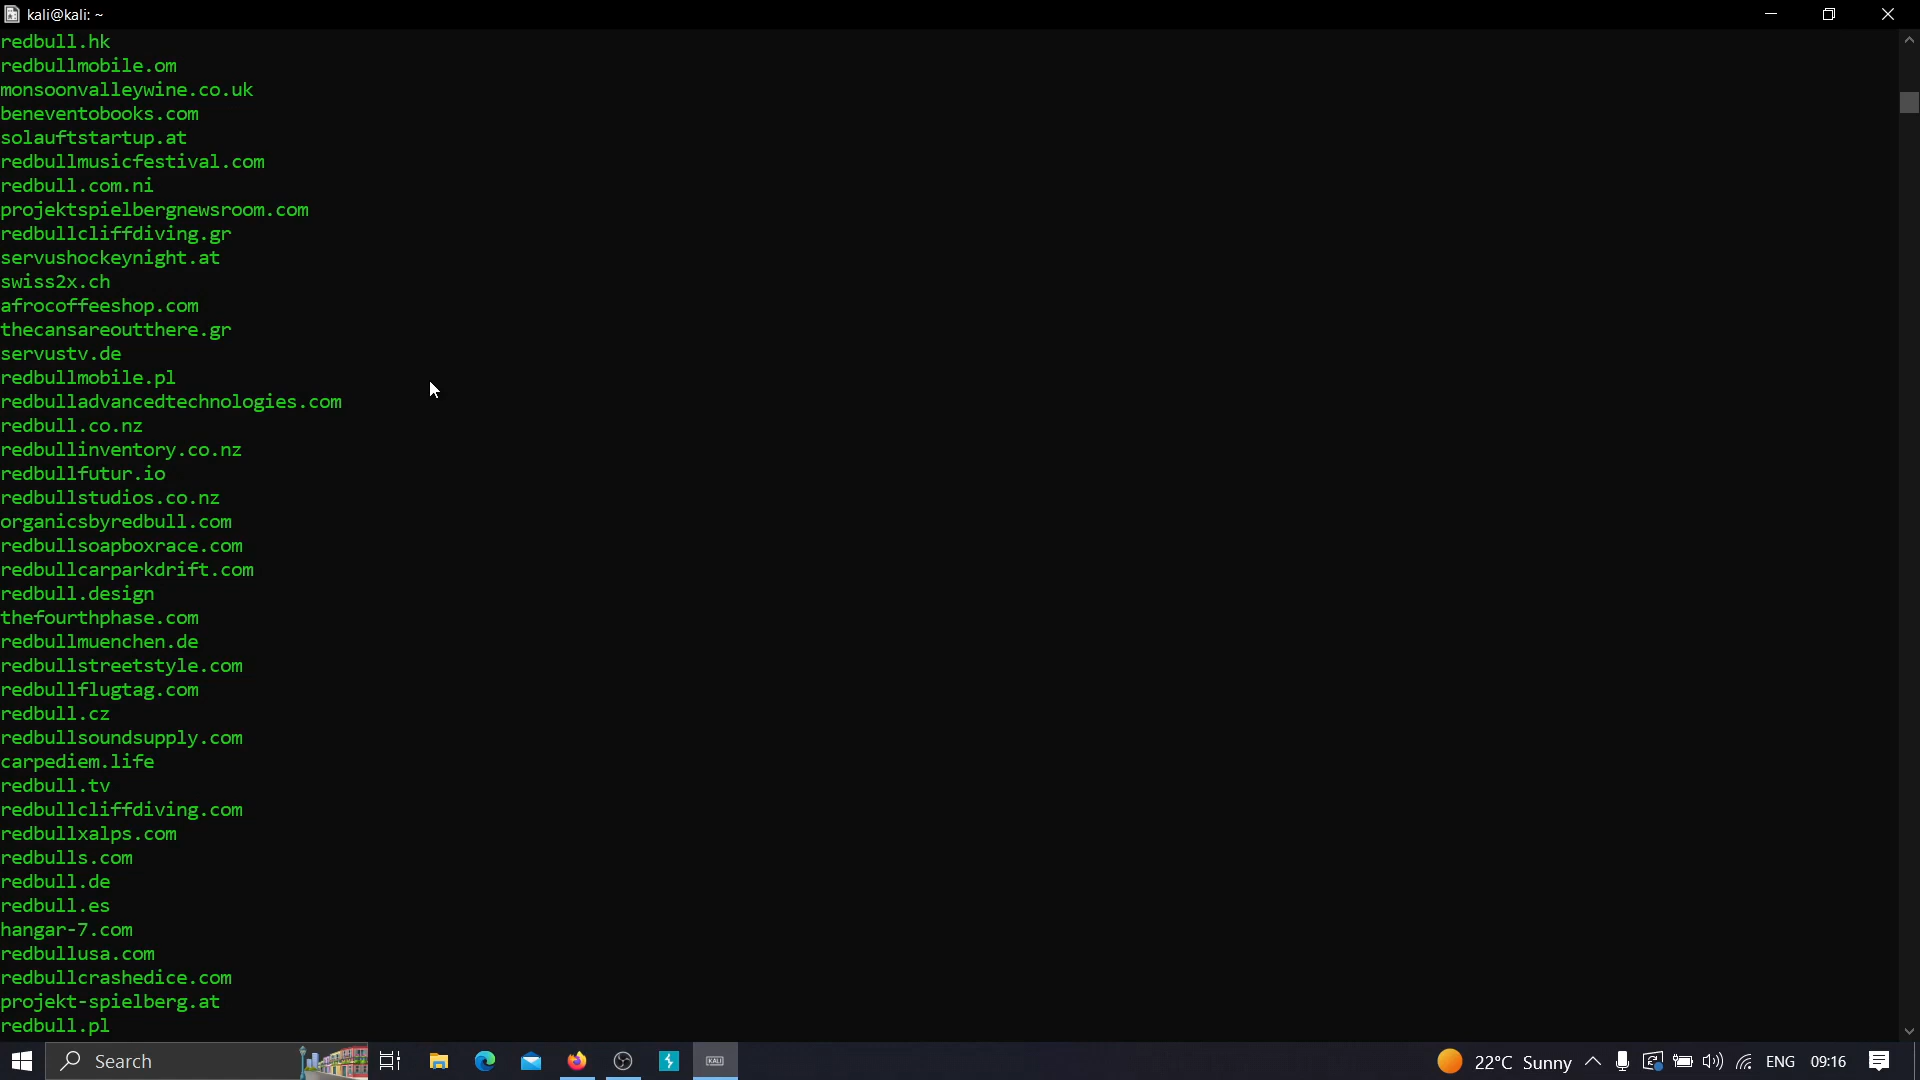 kali@kali: ~
redbull.hk
redbullmobile.om
monsoonvalleywine.co.uk
beneventobooks.com
solauftstartup.at
redbullmusicfestival.com
redbull.com.ni
projektspielbergnewsroom.com
redbullcliffdiving.gr
servushockeynight.at
swiss2x.ch
afrocoffeeshop.com
thecansareoutthere.gr
servustv.de
redbullmobile.pl
redbulladvancedtechnologies.com
redbull.co.nz
redbullinventory.co.nz
redbullfutur.io
redbullstudios.co.nz
organicsbyredbull.com
redbullsoapboxrace.com
redbullcarparkdrift.com
redbull.design
thefourthphase.com
redbullmuenchen.de
redbullstreetstyle.com
redbullflugtag.com
redbull.cz
redbullsoundsupply.com
carpediem.life
redbull.tv
redbullcliffdiving.com
redbullxalps.com
redbulls.com
redbull.de
redbull.es
hangar-7.com
redbullusa.com
redbullcrashedice.com
projekt-spielberg.at
redbull.pl
Search
KALI
22°C Sunny
ENG
09:16